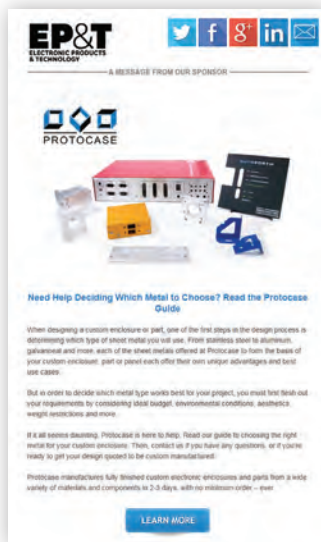 EP&T
ELECTRONIC PRODUCTS
& TECHNOLOGY
A MESSAGE FROM OUR SPONSOR
PROTOCASE
Need Help Deciding Which Metal to Choose? Read the Protocase
Guide
When designing a custom enclosure or part, one of the first steps in the design process is
determining which type of sheet metal you will use. From stainless steel to aluminum,
galvanneal and more, each of the sheet metals offered at Protocase to form the basis of
your custom enclosure, part or panel each offer their own unique advantages and best
use cases.
But in order to decide which metal type works best for your project, you must first flesh out
your requirements by considering ideal budget, environmental conditions, aesthetics,
weight restrictions and more.
If it all seems daunting, Protocase is here to help. Read our guide to choosing the right
metal for your custom enclosure. Then, contact us if you have any questions, or if you're
ready to get your design quoted to be custom manufactured.
Protocase manufactures fully finished custom electronic enclosures and parts from a wide
variety of materials and components in 2-3 days, with no minimum order – ever.
LEARN MORE